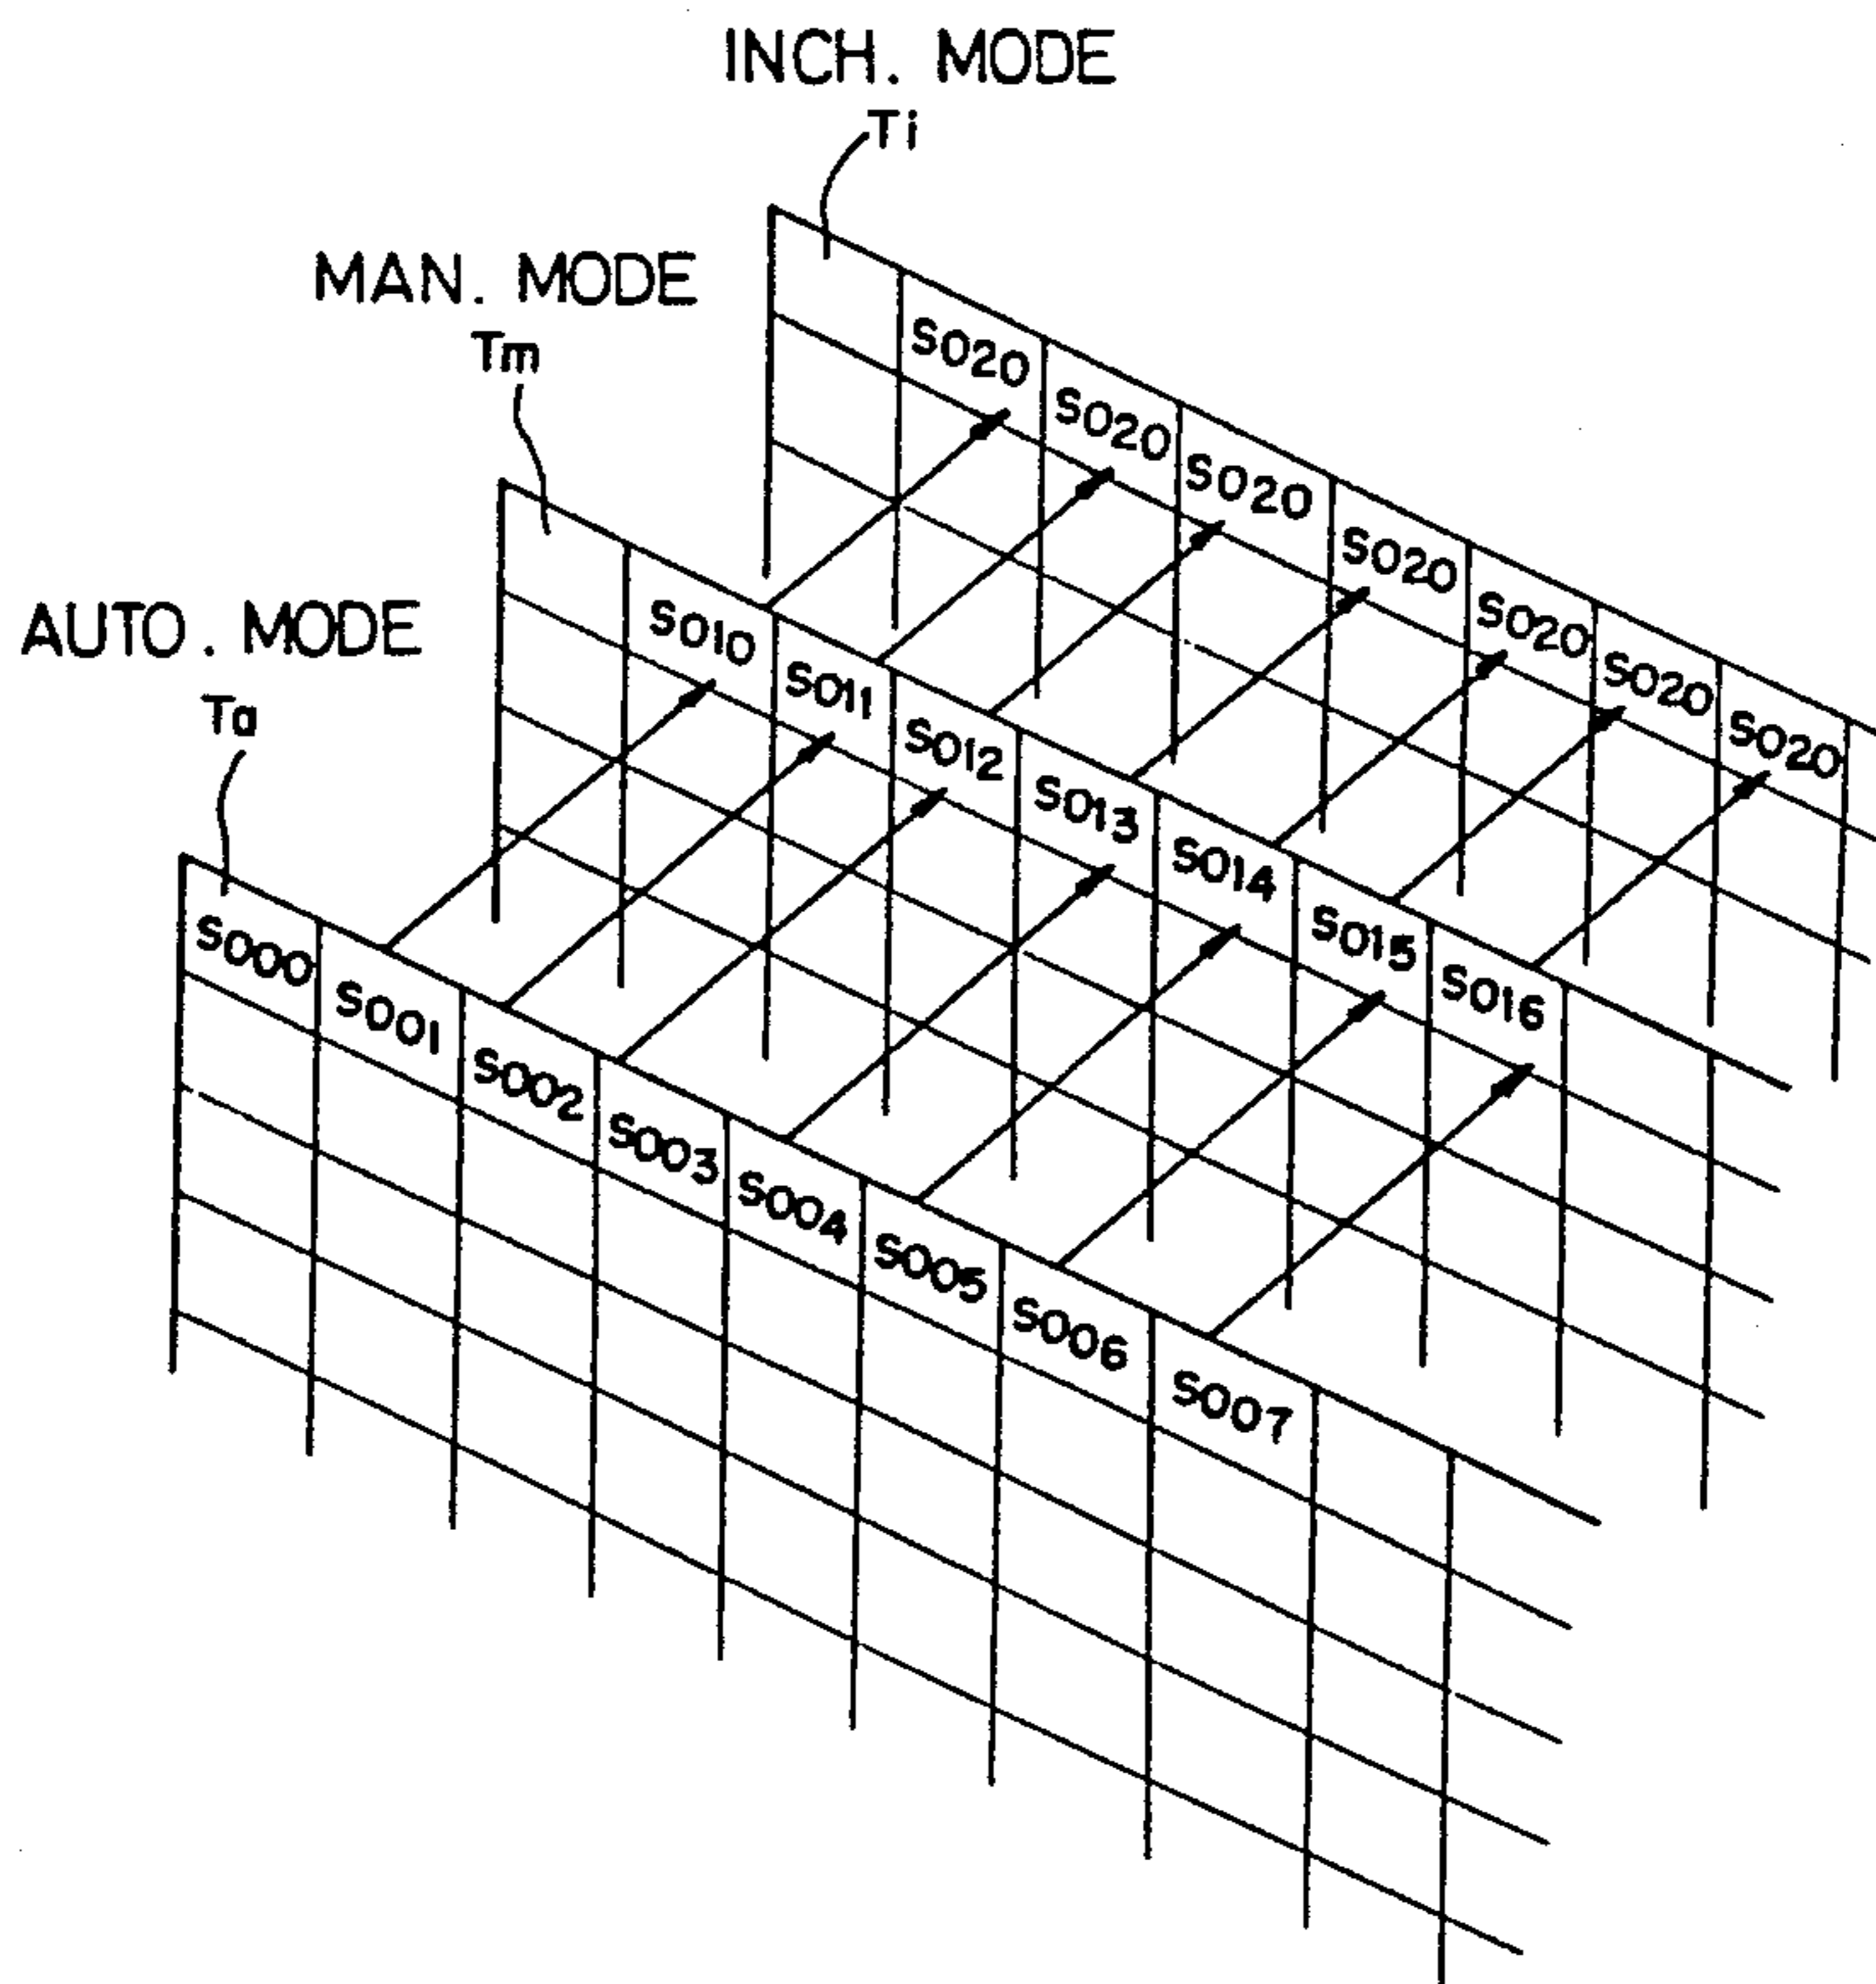 INCH. MODE
Ti
MAN. MODE
Tm
S020 S020 S020 S020 S020 S020 S020
AUTO. MODE
Ta
S010 S011 S012 S013 S014 S015 S016
S000 S001 S002 S003 S004 S005 S006 S007